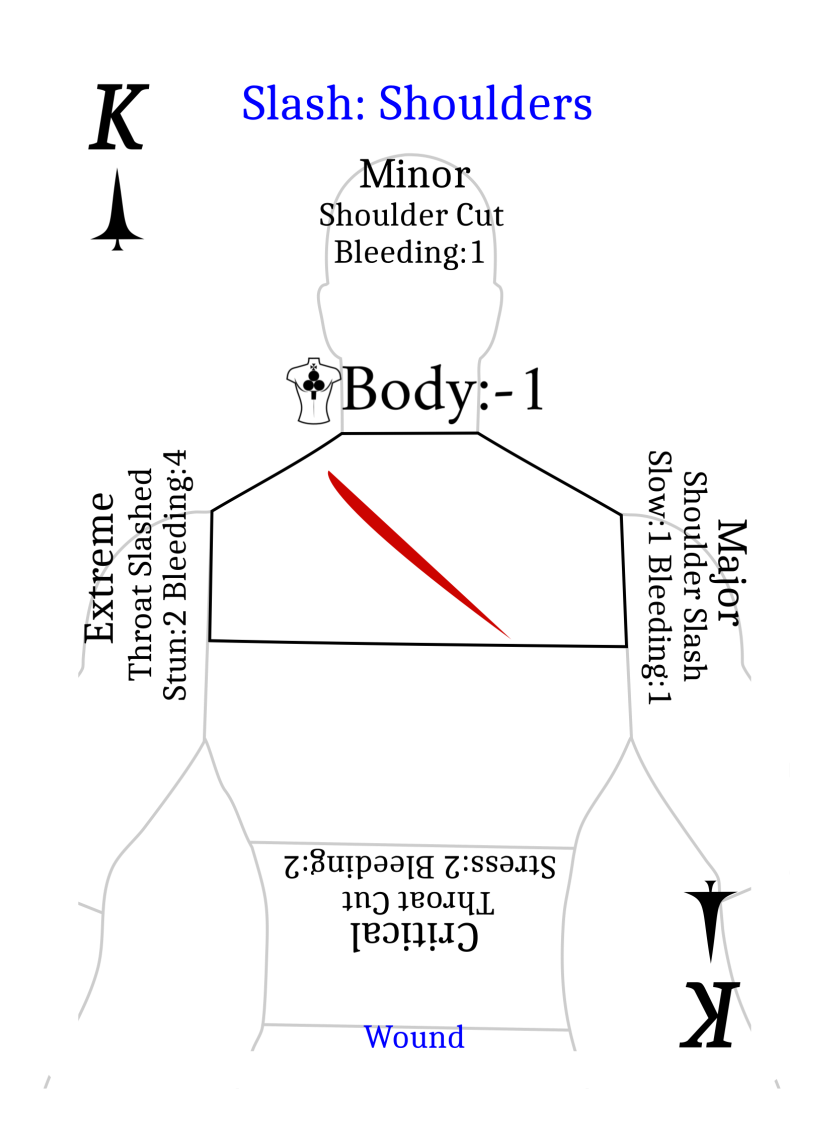 K
Slash: Shoulders
Minor
Shoulder Cut
Bleeding:1
Body:-1
Extreme
Throat Slashed
Stun:2 Bleeding:4
Major
Shoulder Slash
Slow:1 Bleeding:1
Critical
Throat Cut
Stress:2 Bleeding:2
K
Wound